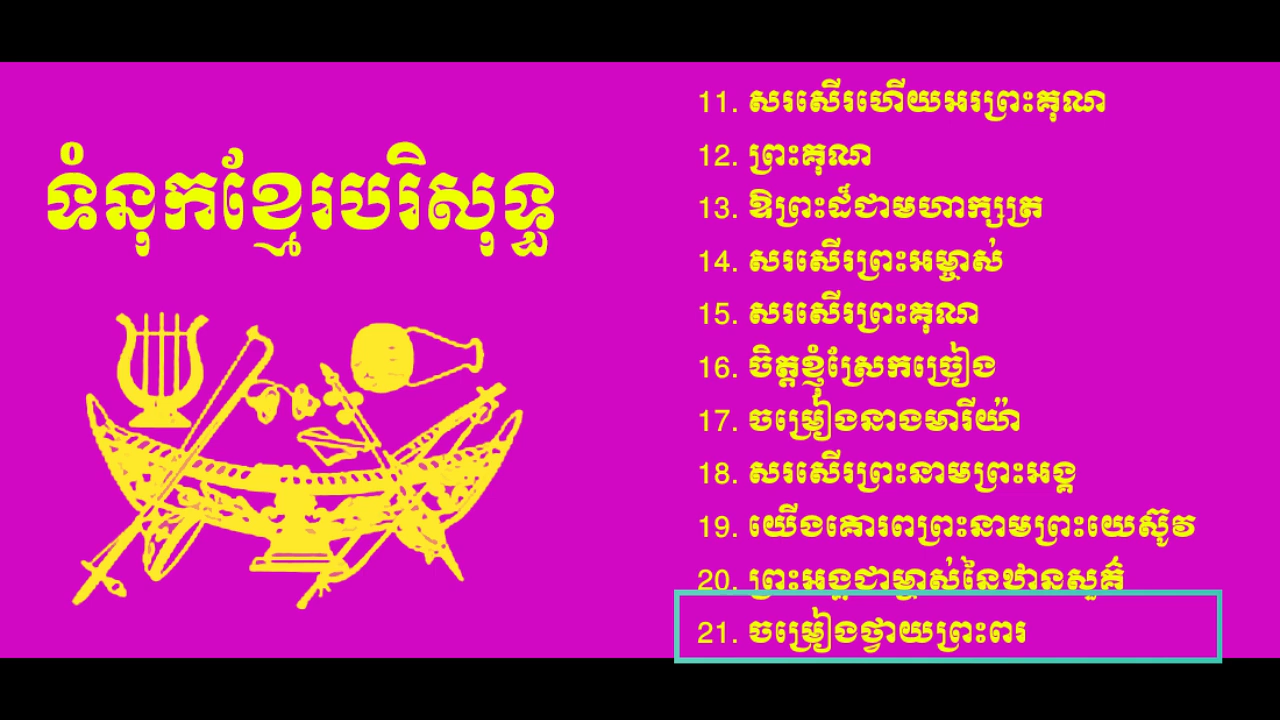 ទំនុកខ្មែរបរិសុទ្ធ
11. សរសើរហើយអរព្រះគុណ
12. ព្រះគុណ
13. ឱព្រះដ៏ជាមហាក្សត្រ
14. សរសើរព្រះអម្ចាស់
15. សរសើរព្រះគុណ
16. ចិត្តខ្ញុំស្រែកច្រៀង
17. ចម្រៀងនាងមារីយ៉ា
18. សរសើរព្រះនាមព្រះអង្គ
19. យើងគោរពព្រះនាមព្រះយេស៊ូវ
20. ព្រះអង្គជាម្ចាស់នៃឋានសួគ៌
21. ចម្រៀងថ្វាយព្រះពរ